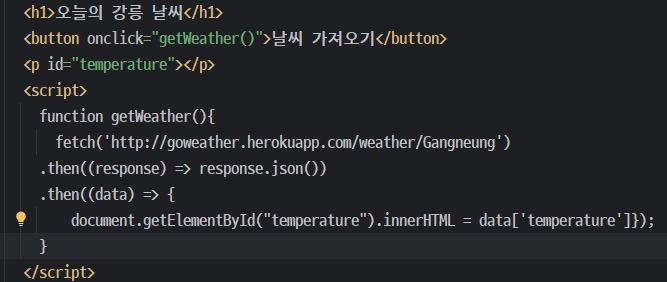 <h1>오늘의 강릉 날씨</h1>
<button onclick="getWeather()">날씨 가져오기</button>
<p id="temperature"></p>
<script>
function getWeather(){
fetch('http://goweather.herokuapp.com/weather/Gangneung')
.then((response) => response.json())
.then((data) => {
document.getElementById("temperature").innerHTML = data['temperature']});
}
</script>